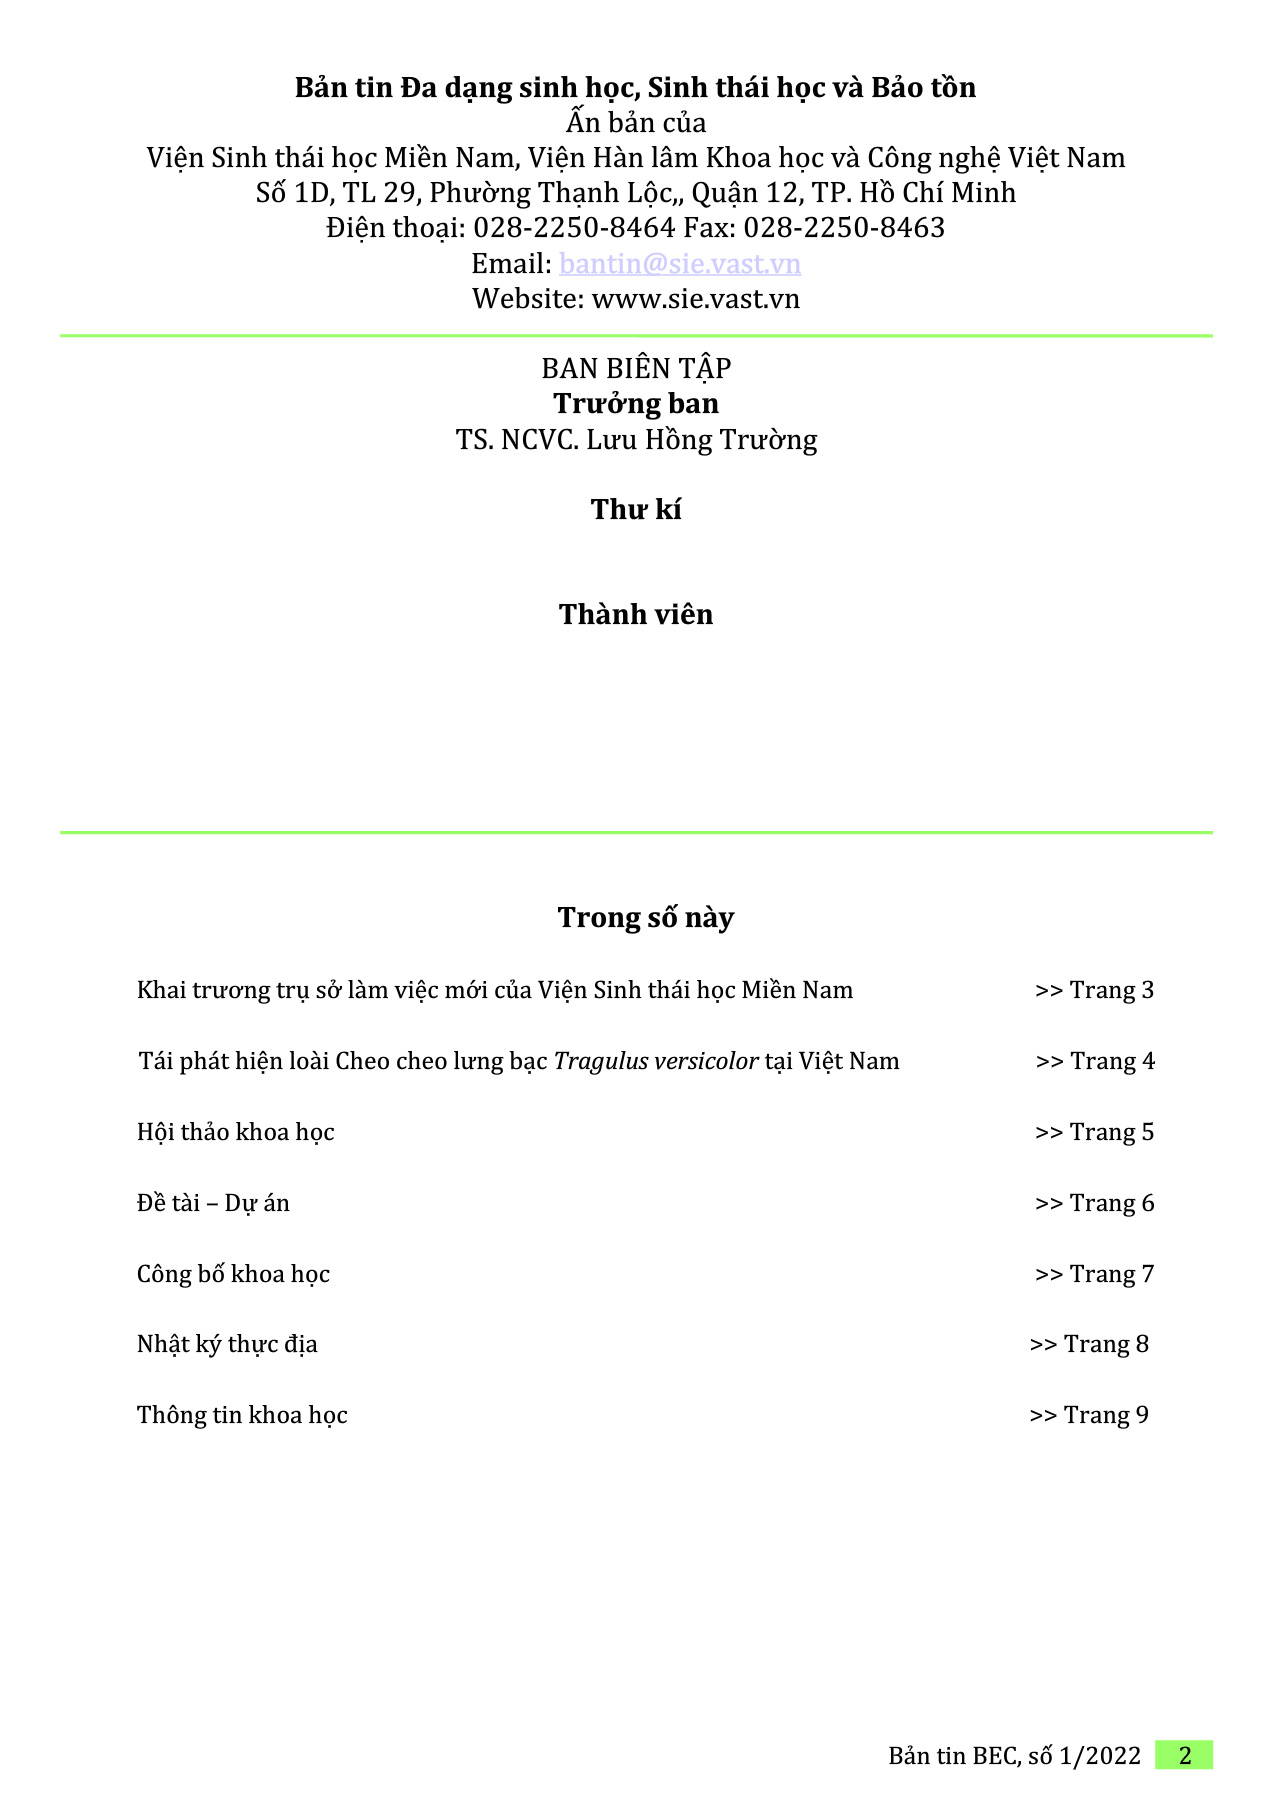 Bản tin Đa dạng sinh học, Sinh thái học và Bảo tồn
Ấn bản của
Viện Sinh thái học Miền Nam, Viện Hàn lâm Khoa học và Công nghệ Việt Nam
Số 1D, TL 29, Phường Thạnh Lộc,, Quận 12, TP. Hồ Chí Minh
Điện thoại: 028-2250-8464 Fax: 028-2250-8463
Email: bantin@sie.vast.vn
Website: www.sie.vast.vn
BAN BIÊN TẬP
Trưởng ban
TS. NCVC. Lưu Hồng Trường
Thư kí
Thành viên
Trong số này
Khai trương trụ sở làm việc mới của Viện Sinh thái học Miền Nam >> Trang 3
Tái phát hiện loài Cheo cheo lưng bạc Tragulus versicolor tại Việt Nam >> Trang 4
Hội thảo khoa học >> Trang 5
Đề tài – Dự án >> Trang 6
Công bố khoa học >> Trang 7
Nhật ký thực địa >> Trang 8
Thông tin khoa học >> Trang 9
Bản tin BEC, số 1/2022 2